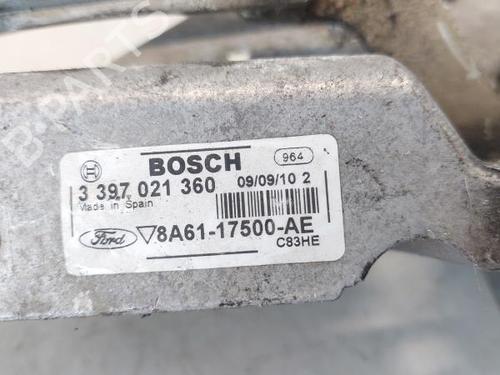 B-PARTS
BOSCH 964
3 397 021 360 09/09/10 2
Made in Spain
Ford ▽8A61-17500-AE
C83HE